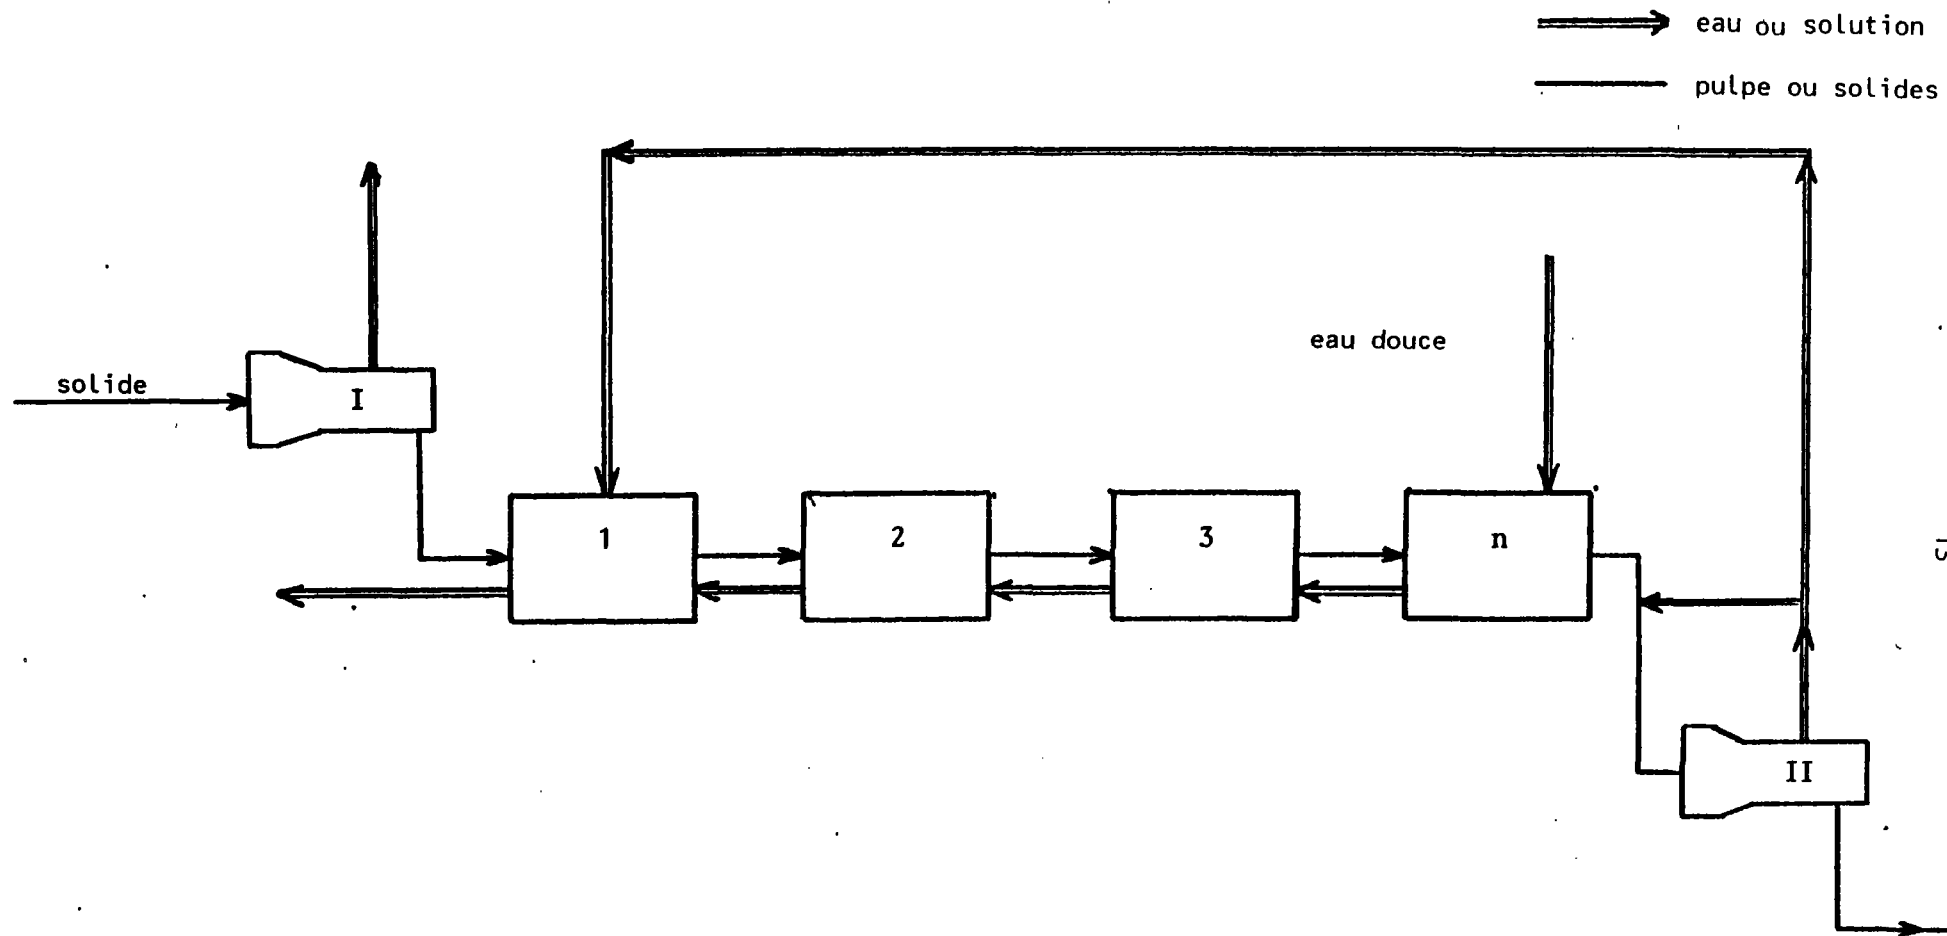 eau ou solution
pulpe ou solides
eau douce
solide
I
1
2
3
n
II